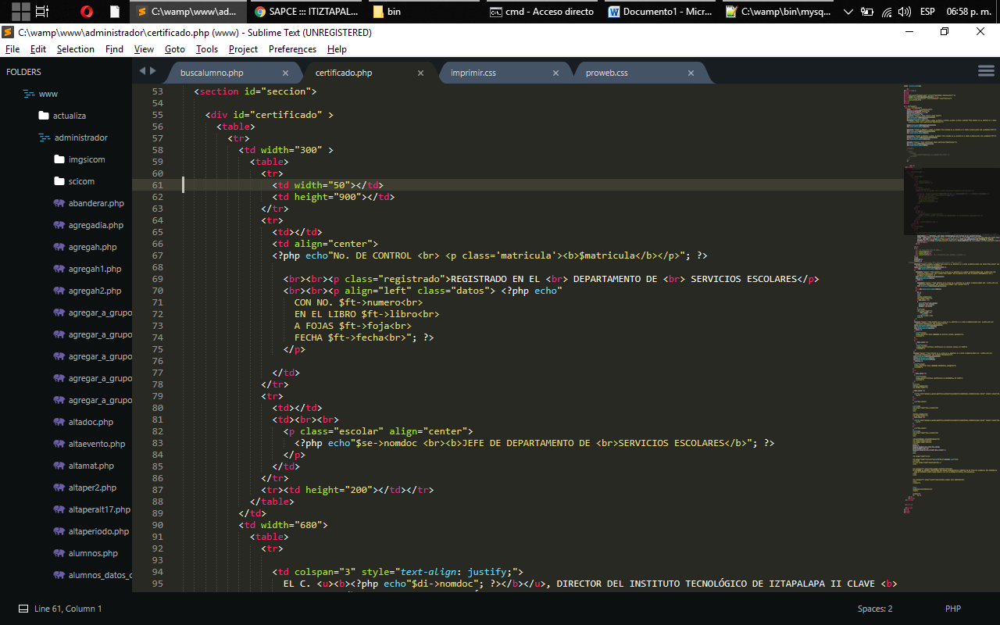 C:\wamp\www\ad...
SAPCE ::: ITIZTAPAL...
bin
cmd - Acceso directo
Documento1 - Micr...
C:\wamp\bin\mysq...
ESP
06:58 p. m.
C:\wamp\www\administrador\certificado.php (www) - Sublime Text (UNREGISTERED)
File Edit Selection Find View Goto Tools Project Preferences Help
FOLDERS
www
actualiza
administrador
imgsicom
scicom
abanderar.php
agregadia.php
agregah.php
agregah1.php
agregah2.php
agregar_a_grupo
agregar_a_grupo
agregar_a_grupo
agregar_a_grupo
agregar_a_grupo
altadoc.php
altaevento.php
altamat.php
altaper2.php
altaperalt17.php
altaperiodo.php
alumnos.php
alumnos_datos_c
buscalumno.php
certificado.php
imprimir.css
proweb.css
53 <section id="seccion">
54
55 <div id="certificado" >
56 <table>
57 <tr>
58 <td width="300" >
59 <table>
60 <tr>
61 <td width="50"></td>
62 <td height="900"></td>
63 </tr>
64 <tr>
65 <td></td>
66 <td align="center">
67 <?php echo"No. DE CONTROL <br> <p class='matricula'><b>$matricula</b></p>"; ?>
68
69 <br><br><p class="registrado">REGISTRADO EN EL <br> DEPARTAMENTO DE <br> SERVICIOS ESCOLARES</p>
70 <br><br><p align="left" class="datos"> <?php echo"
71 CON NO. $ft->numero<br>
72 EN EL LIBRO $ft->libro<br>
73 A FOJAS $ft->foja<br>
74 FECHA $ft->fecha<br>"; ?>
75 </p>
76
77 </td>
78 </tr>
79 <tr>
80 <td></td>
81 <td><br><br>
82 <p class="escolar" align="center">
83 <?php echo"$se->nomdoc <br><b>JEFE DE DEPARTAMENTO DE <br>SERVICIOS ESCOLARES</b>"; ?>
84 </p>
85 </td>
86 </tr>
87 <tr><td height="200"></td></tr>
88 </table>
89 </td>
90 <td width="680">
91 <table>
92 <tr>
93
94 <td colspan="3" style="text-align: justify;">
95 EL C. <u><b><?php echo"$di->nomdoc"; ?></b></u>, DIRECTOR DEL INSTITUTO TECNOLÓGICO DE IZTAPALAPA II CLAVE <b>
Line 61, Column 1
Spaces: 2
PHP